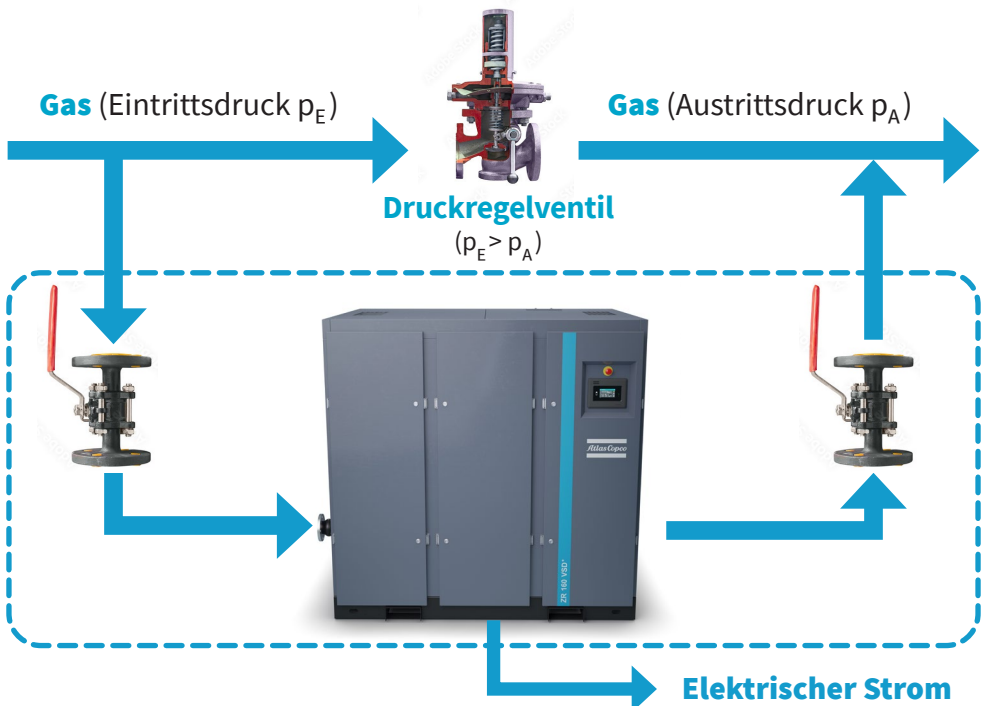 Gas (Eintrittsdruck pE)
Gas (Austrittsdruck pA)
Druckregelventil
(pE > pA)
Atlas Copco
ZR 160 VSD+
Elektrischer Strom